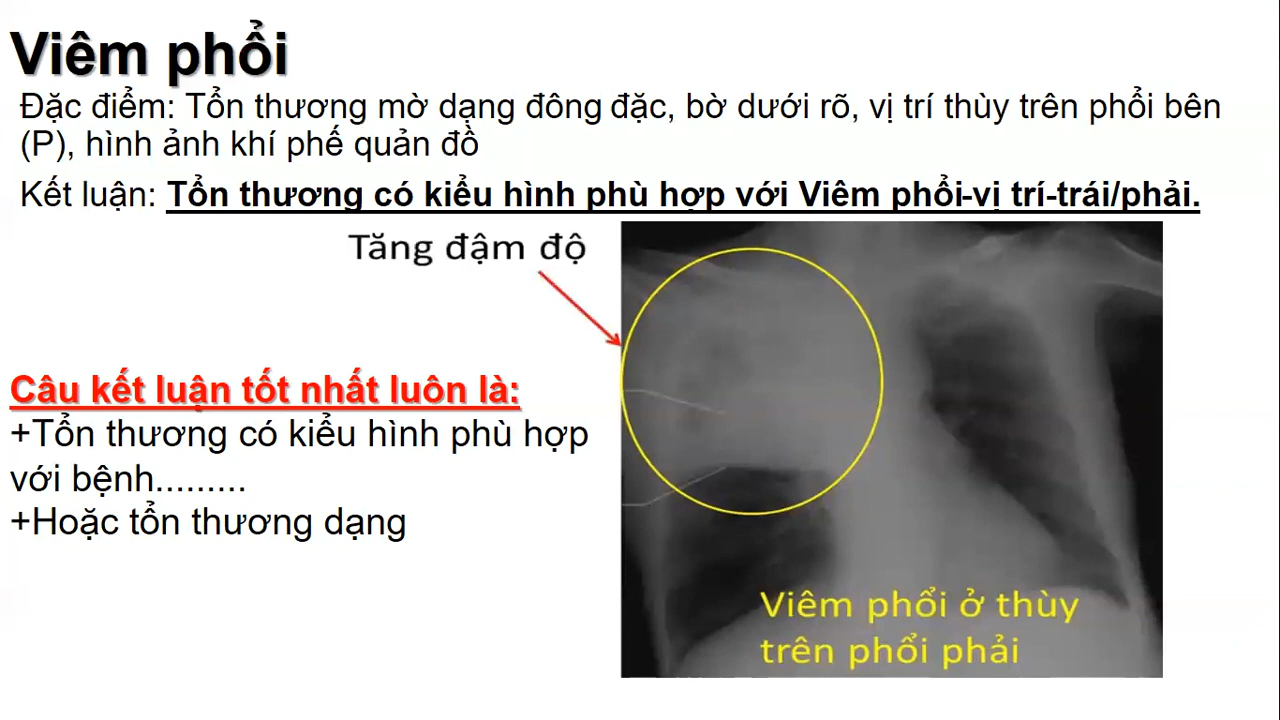 Viêm phổi
Đặc điểm: Tổn thương mờ dạng đông đặc, bờ dưới rõ, vị trí thùy trên phổi bên
(P), hình ảnh khí phế quản đồ
Kết luận: Tổn thương có kiểu hình phù hợp với Viêm phổi-vị trí-trái/phải.
Tăng đậm độ
Câu kết luận tốt nhất luôn là:
+Tổn thương có kiểu hình phù hợp
với bệnh.........
+Hoặc tổn thương dạng
Viêm phổi ở thùy
trên phổi phải